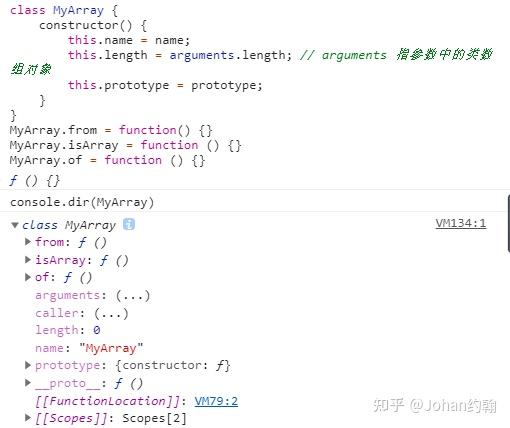 class MyArray {
constructor() {
this.name = name;
this.length = arguments.length; // arguments 指参数中的类数
组对象
this.prototype = prototype;
}
}
MyArray.from = function() {}
MyArray.isArray = function () {}
MyArray.of = function () {}
ƒ () {}
console.dir(MyArray)
class MyArray i VM134:1
from: ƒ ()
isArray: ƒ ()
of: ƒ ()
arguments: (...)
caller: (...)
length: 0
name: "MyArray"
prototype: {constructor: ƒ}
__proto__: ƒ ()
[[FunctionLocation]]: VM79:2
[[Scopes]]: Scopes[2]
知乎 @Johan约翰